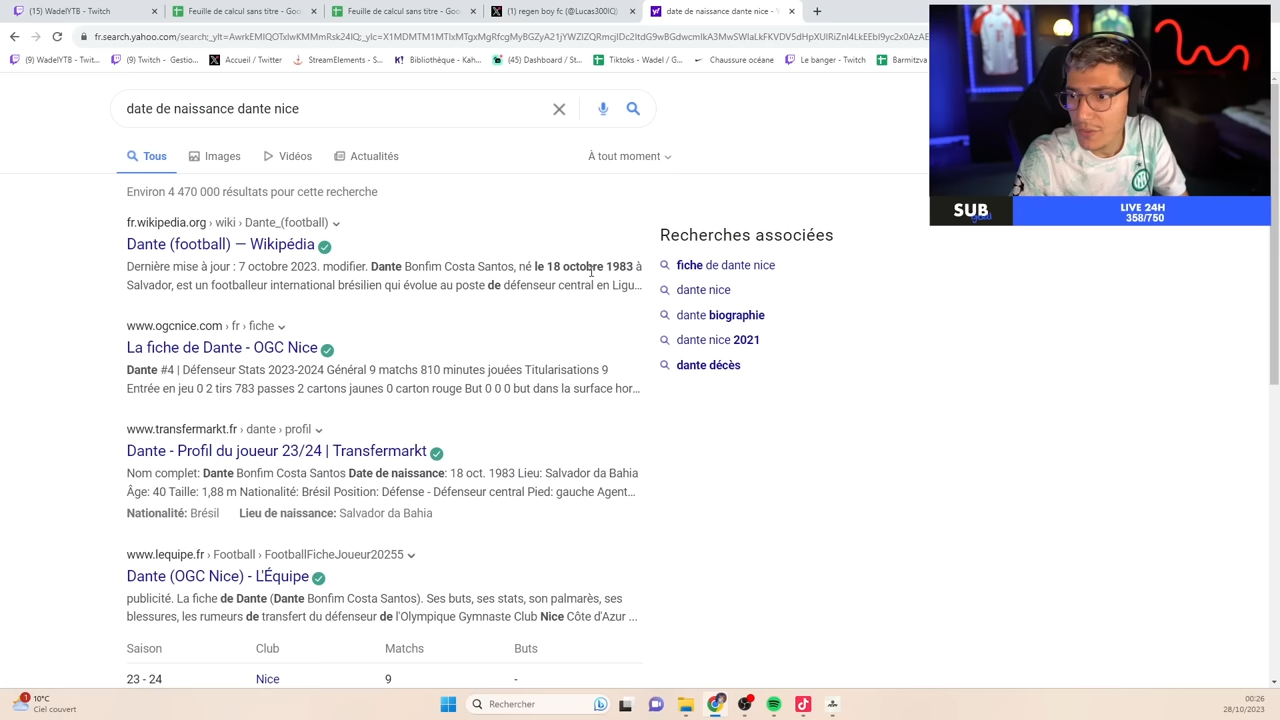 (15) WadelYTB - Twitch
Feuille de calcul sans titre - G
Feuille de calcul sans titre - G
(1) regen boy fc (@Lucas300IQ)
date de naissance dante nice - Y
(9) WadelYTB - Twit...
(9) Twitch - Gestio...
Accueil / Twitter
StreamElements - S...
Bibliothèque - Kah...
(45) Dashboard / St...
Tiktoks - Wadel / G...
Chaussure océane
Le banger - Twitch
Barmitzva
date de naissance dante nice
Tous
Images
Vidéos
Actualités
À tout moment
Environ 4 470 000 résultats pour cette recherche
fr.wikipedia.org › wiki › Dante_(football)
Dante (football) — Wikipédia
Dernière mise à jour : 7 octobre 2023. modifier. Dante Bonfim Costa Santos, né le 18 octobre 1983 à
Salvador, est un footballeur international brésilien qui évolue au poste de défenseur central en Ligu...
www.ogcnice.com › fr › fiche
La fiche de Dante - OGC Nice
Dante #4 | Défenseur Stats 2023-2024 Général 9 matchs 810 minutes jouées Titularisations 9
Entrée en jeu 0 2 tirs 783 passes 2 cartons jaunes 0 carton rouge But 0 0 0 but dans la surface hor...
www.transfermarkt.fr › dante › profil
Dante - Profil du joueur 23/24 | Transfermarkt
Nom complet: Dante Bonfim Costa Santos Date de naissance: 18 oct. 1983 Lieu: Salvador da Bahia
Âge: 40 Taille: 1,88 m Nationalité: Brésil Position: Défense - Défenseur central Pied: gauche Agent...
Nationalité: Brésil Lieu de naissance: Salvador da Bahia
www.lequipe.fr › Football › FootballFicheJoueur20255
Dante (OGC Nice) - L'Équipe
publicité. La fiche de Dante (Dante Bonfim Costa Santos). Ses buts, ses stats, son palmarès, ses
blessures, les rumeurs de transfert du défenseur de l'Olympique Gymnaste Club Nice Côte d'Azur ...
Saison Club Matchs Buts
23 - 24 Nice 9 -
Recherches associées
fiche de dante nice
dante nice
dante biographie
dante nice 2021
dante décès
SUB
goal
LIVE 24H
358/750
1
10°C
Ciel couvert
Rechercher
00:26
28/10/2023